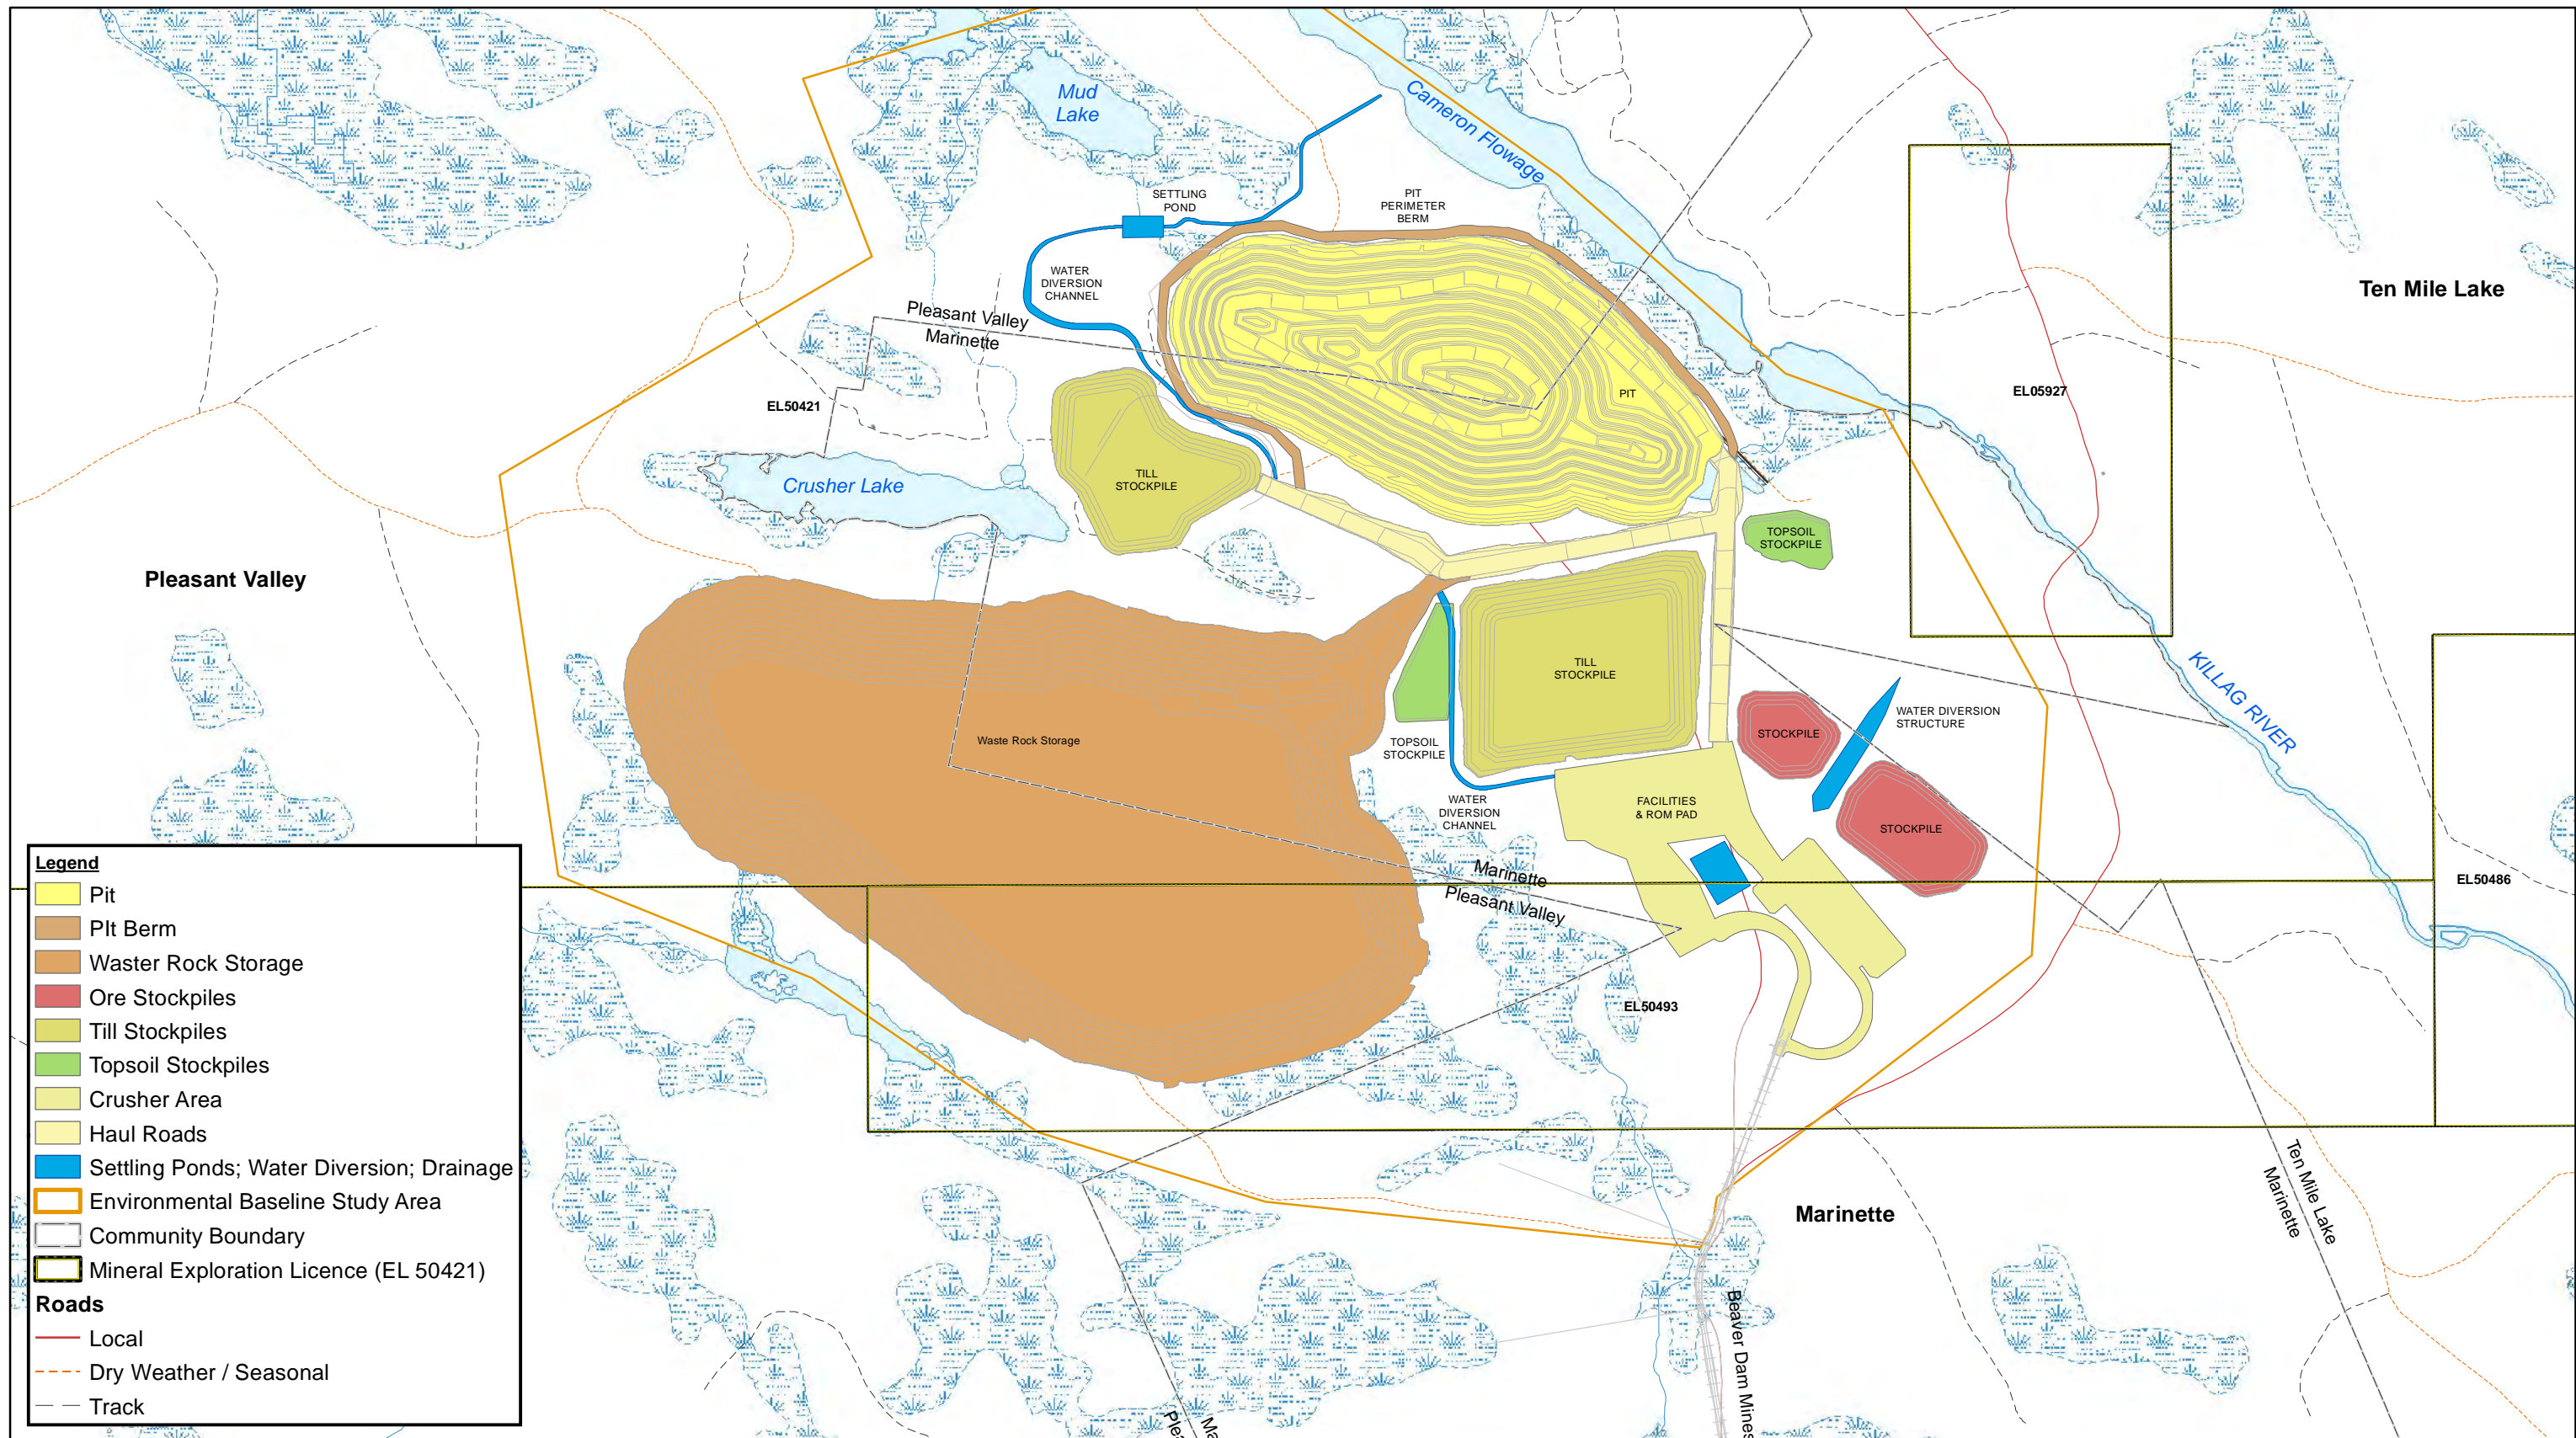 Mud
Lake
Cameron Flowage
SETTLING
POND
PIT
PERIMETER
BERM
WATER
DIVERSION
CHANNEL
Ten Mile Lake
Pleasant Valley
Marinette
EL50421
EL05927
PIT
Crusher Lake
TILL
STOCKPILE
TOPSOIL
STOCKPILE
Pleasant Valley
TILL
STOCKPILE
KILLAG RIVER
WATER DIVERSION
STRUCTURE
STOCKPILE
Waste Rock Storage
TOPSOIL
STOCKPILE
WATER
DIVERSION
CHANNEL
FACILITIES
& ROM PAD
STOCKPILE
Marinette
Pleasant Valley
EL50486
EL50493
Legend
Pit
PIt Berm
Waster Rock Storage
Ore Stockpiles
Till Stockpiles
Topsoil Stockpiles
Crusher Area
Haul Roads
Settling Ponds; Water Diversion; Drainage
Environmental Baseline Study Area
Community Boundary
Mineral Exploration Licence (EL 50421)
Roads
Local
Dry Weather / Seasonal
Track
Marinette
Ten Mile Lake
Marinette
Beaver Dam Mines